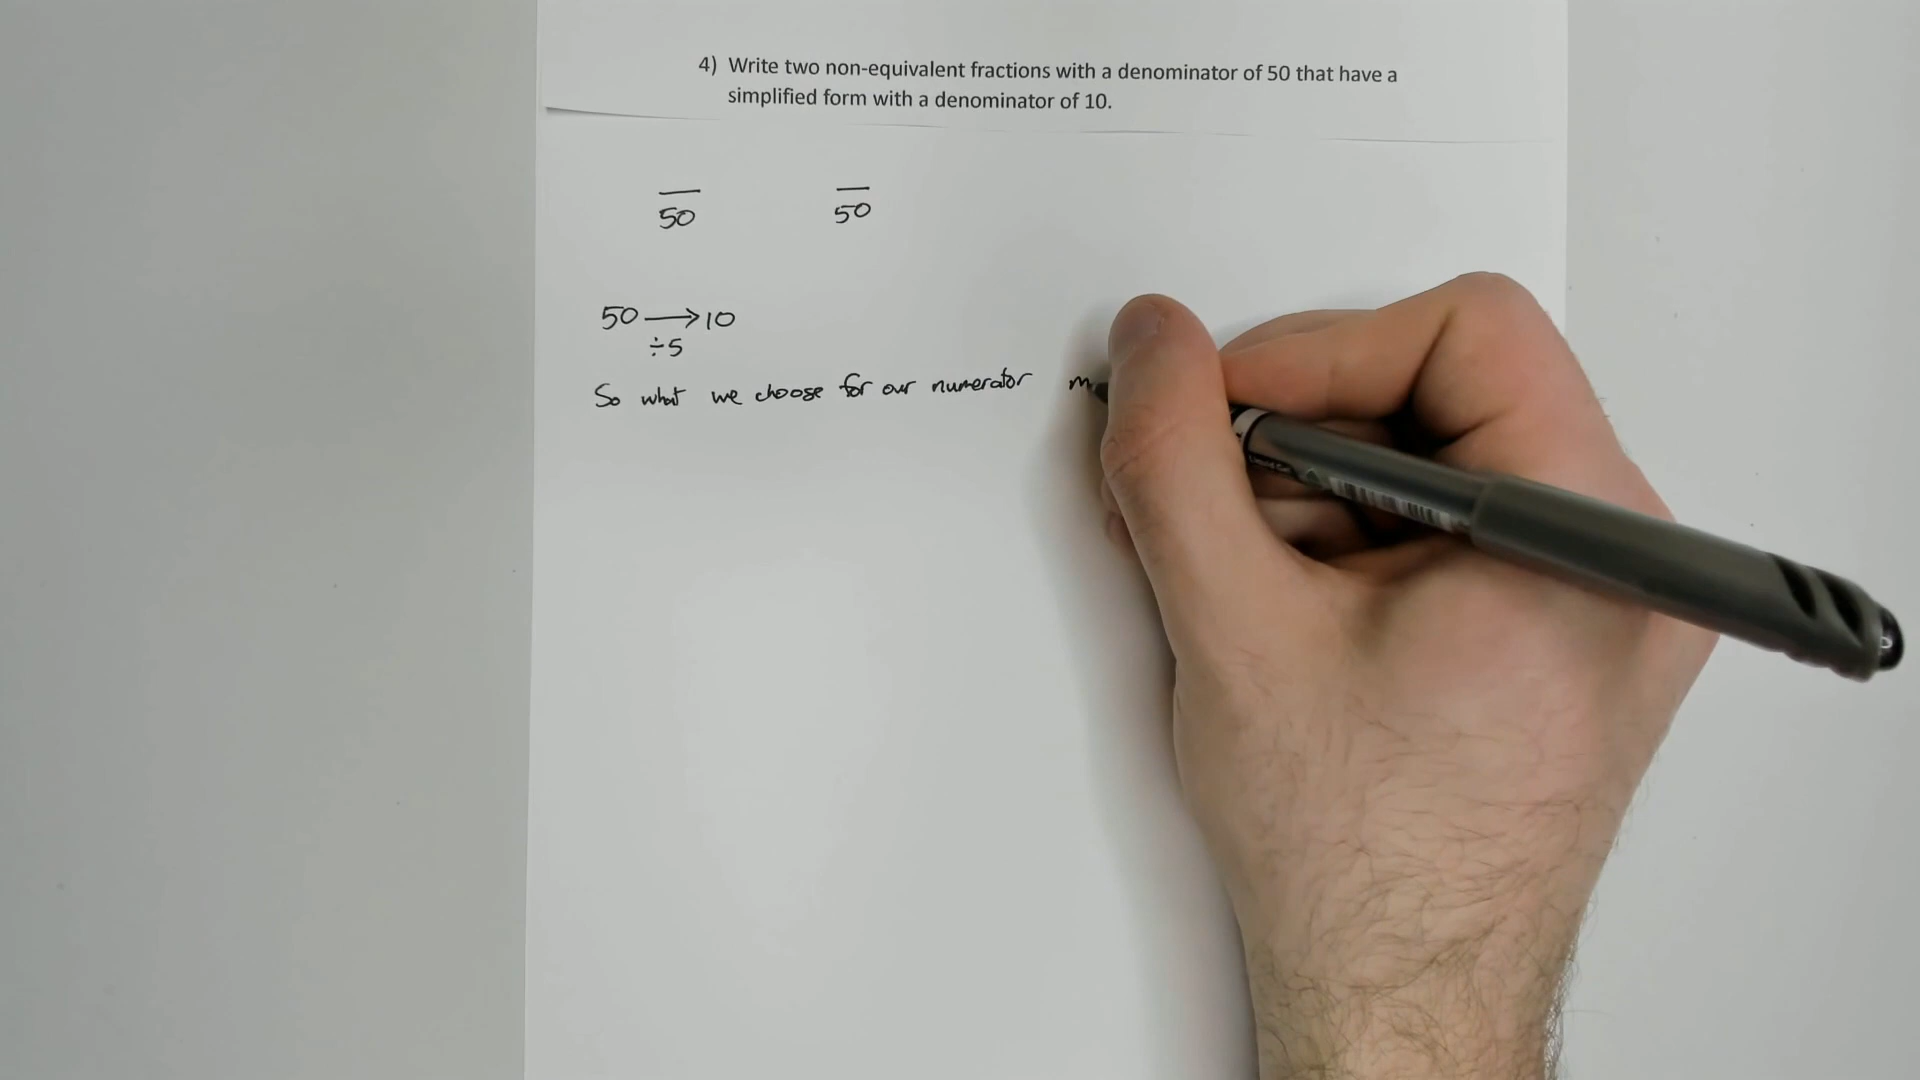 4) Write two non-equivalent fractions with a denominator of 50 that have a
simplified form with a denominator of 10.
50 50
50 → 10
÷5
So what we choose for our numerator m